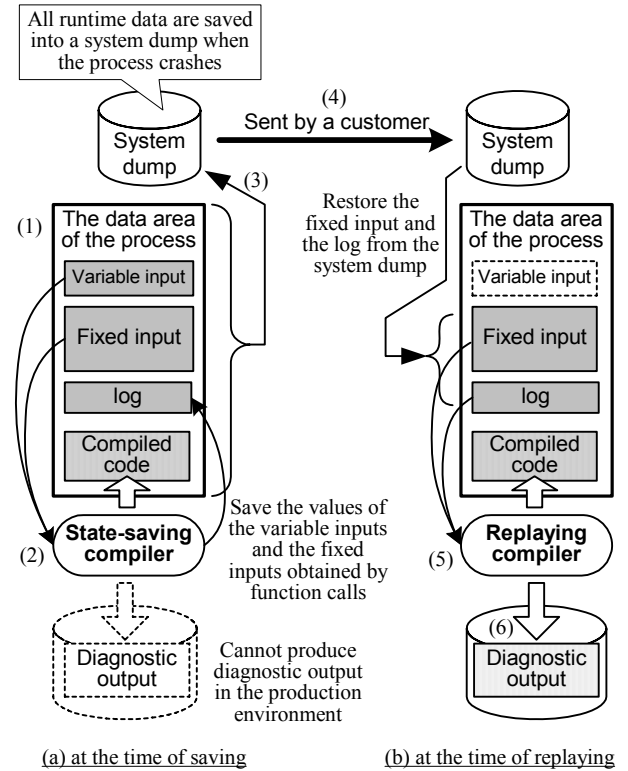 All runtime data are saved
into a system dump when
the process crashes
System
dump
(4)
Sent by a customer
System
dump
(3)
(1)
The data area
of the process
Variable input
Fixed input
log
Compiled
code
Restore the
fixed input and
the log from the
system dump
The data area
of the process
Variable input
Fixed input
log
Compiled
code
(2)
State-saving
compiler
Save the values of
the variable inputs
and the fixed
inputs obtained by
function calls
(5)
Replaying
compiler
Diagnostic
output
Cannot produce
diagnostic output
in the production
environment
(6)
Diagnostic
output
(a) at the time of saving
(b) at the time of replaying